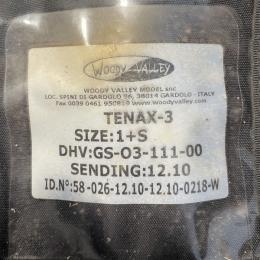 WOODY VALLEY
WOODY VALLEY MODEL snc
LOC. SPINI DI GARDOLO 96, 38014 GARDOLO - ITALY
Fax 0039 0461 950819 www.woodyvalley.com
TENAX-3
SIZE:1+S
DHV:GS-03-111-00
SENDING:12.10
ID.N°:58-026-12.10-12.10-0218-W